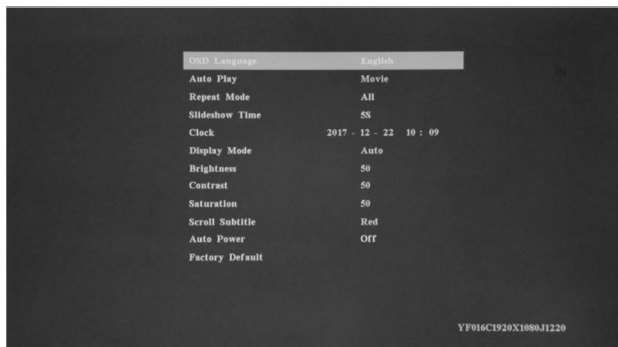 OSD Language English
Auto Play Movie
Repeat Mode All
Slideshow Time 5S
Clock 2017 - 12 - 22 10 : 09
Display Mode Auto
Brightness 50
Contrast 50
Saturation 50
Scroll Subtitle Red
Auto Power Off
Factory Default
YF016C1920X1080J1220